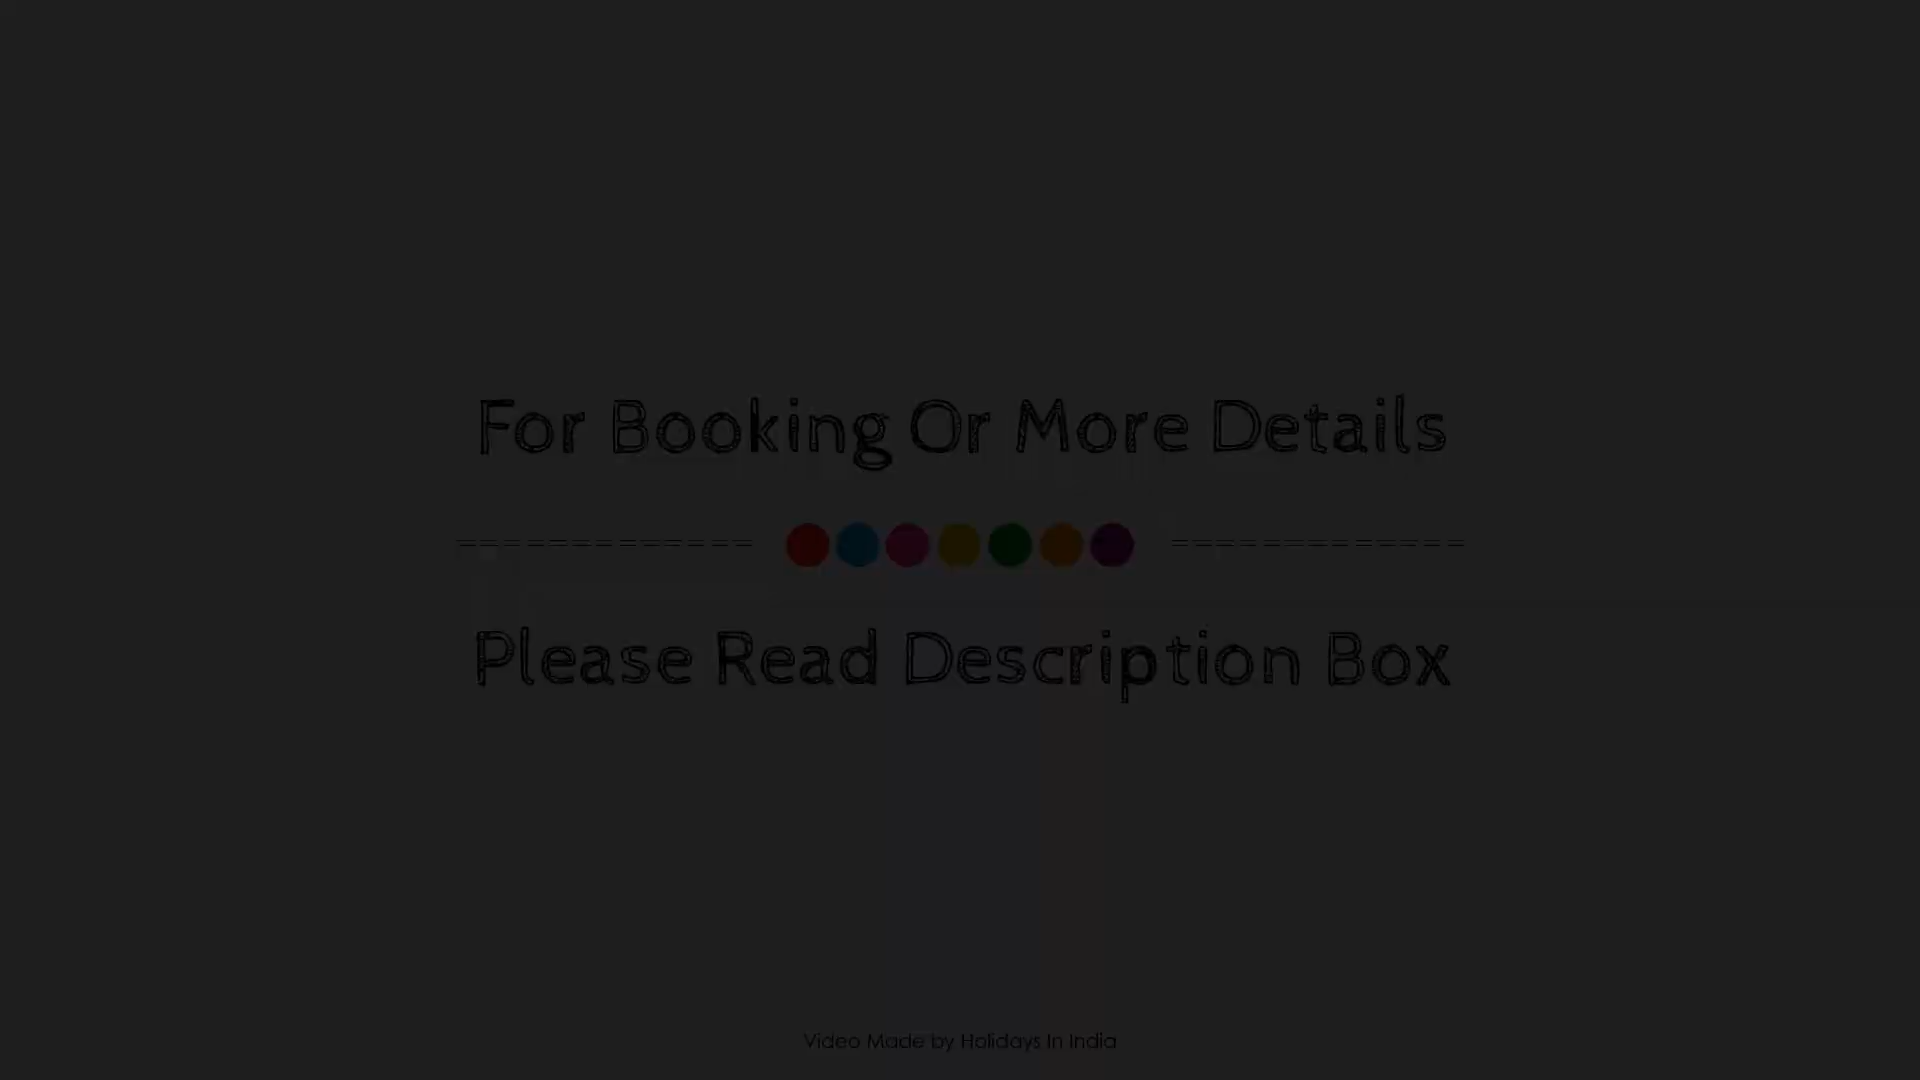 For Booking Or More Details
Please Read Description Box
Video Made by Holidays In India